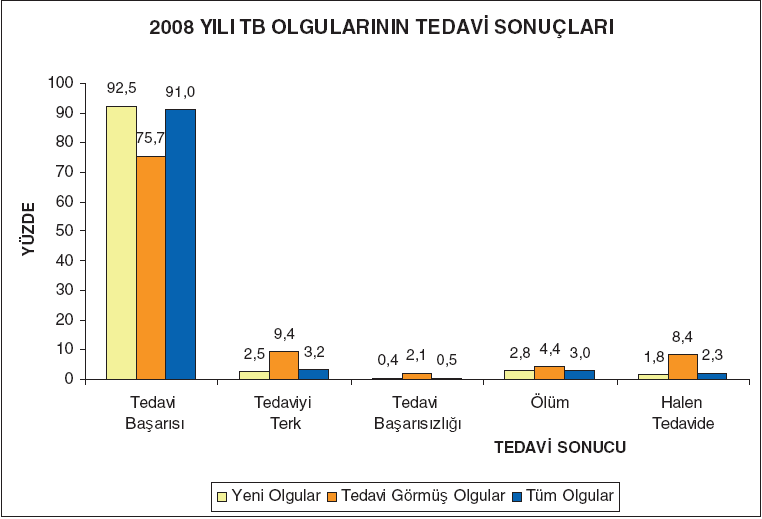 2008 YILI TB OLGULARININ TEDAVİ SONUÇLARI
YÜZDE
100
90
80
70
60
50
40
30
20
10
0
92,5
75,7
91,0
2,5
9,4
3,2
0,4
2,1
0,5
2,8
4,4
3,0
1,8
8,4
2,3
Tedavi
Başarısı
Tedaviyi
Terk
Tedavi
Başarısızlığı
Ölüm
Halen
Tedavide
TEDAVİ SONUCU
Yeni Olgular
Tedavi Görmüş Olgular
Tüm Olgular